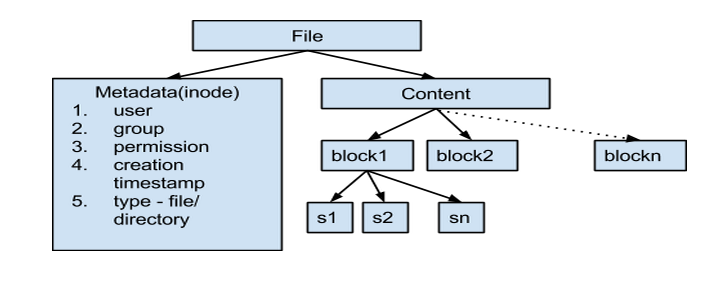 File
Metadata(inode)
1. user
2. group
3. permission
4. creation
timestamp
5. type - file/
directory
Content
block1
block2
blockn
s1
s2
sn